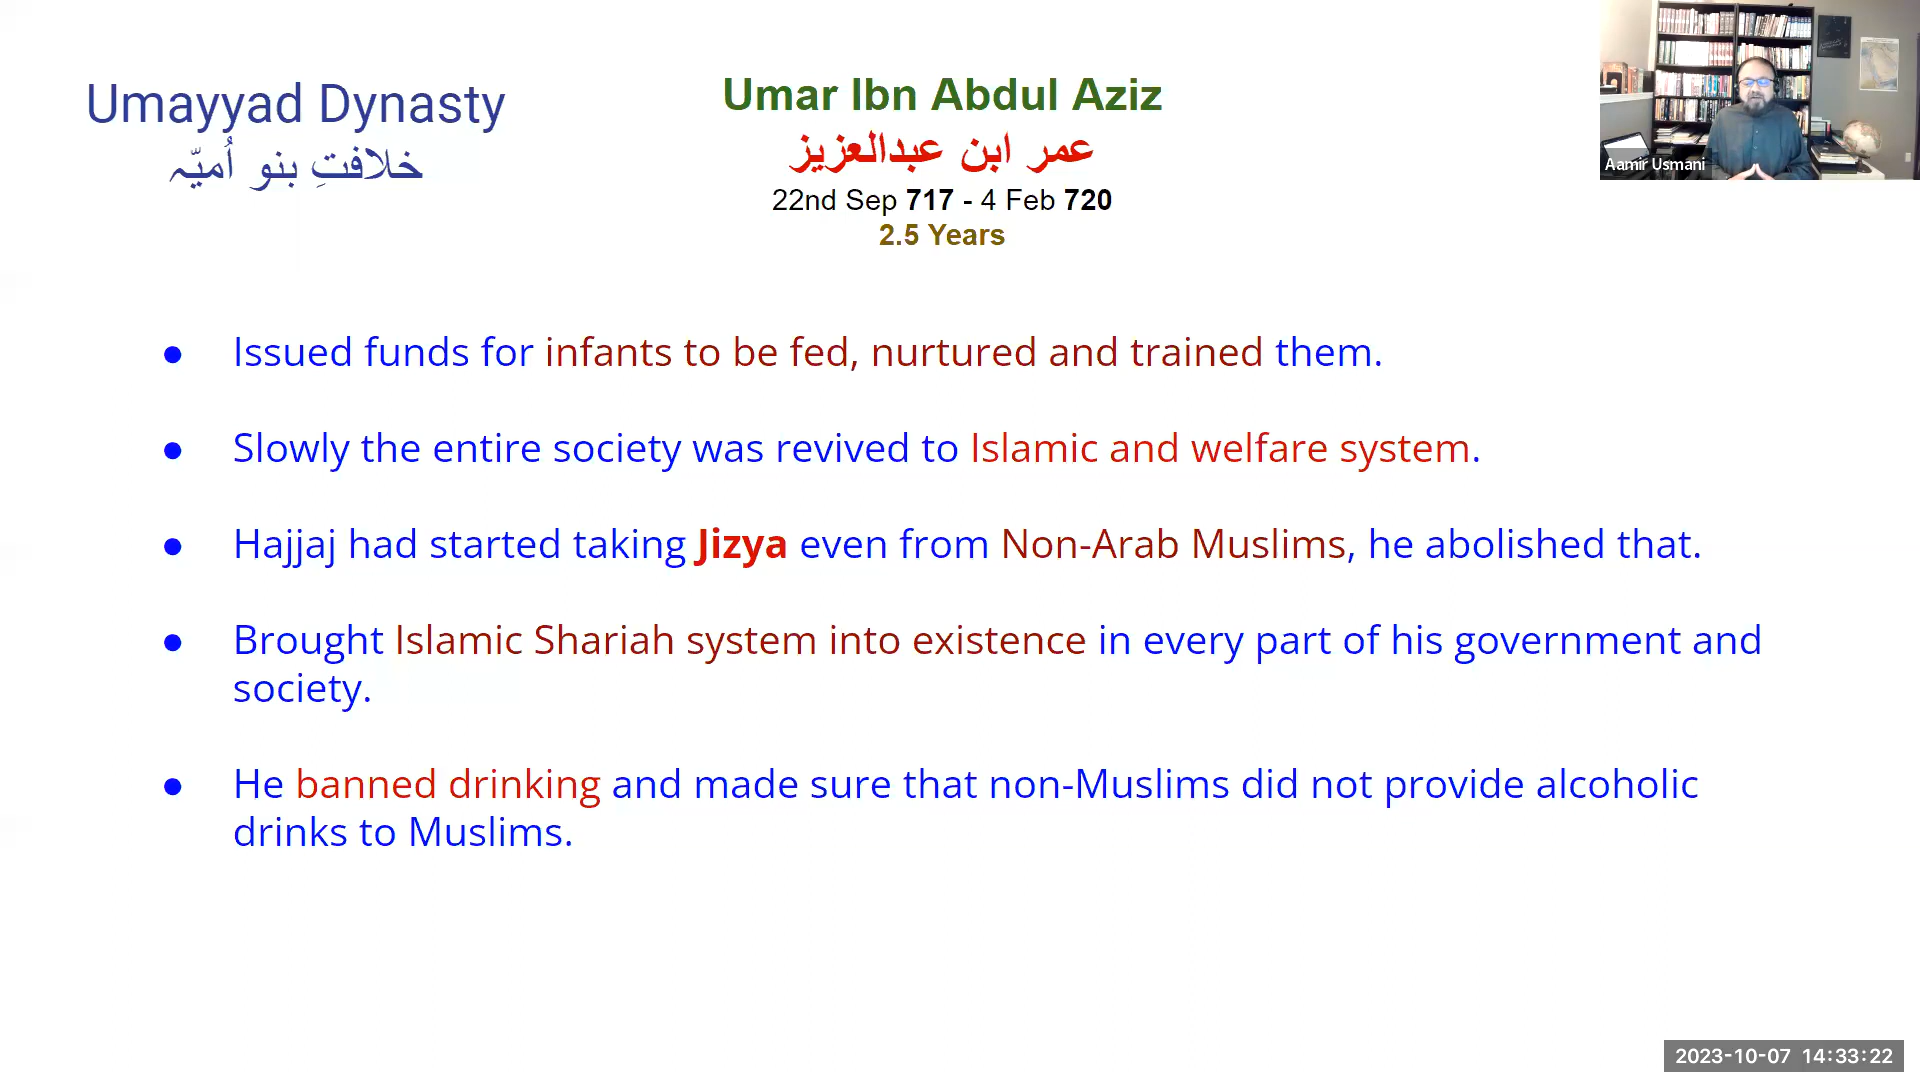 Umayyad Dynasty
خلافتِ بنو اُمیّہ
Umar Ibn Abdul Aziz
عمر ابن عبدالعزیز
22nd Sep 717 - 4 Feb 720
2.5 Years
Aamir Usmani
● Issued funds for infants to be fed, nurtured and trained them.
● Slowly the entire society was revived to Islamic and welfare system.
● Hajjaj had started taking Jizya even from Non-Arab Muslims, he abolished that.
● Brought Islamic Shariah system into existence in every part of his government and
society.
● He banned drinking and made sure that non-Muslims did not provide alcoholic
drinks to Muslims.
2023-10-07 14:33:22